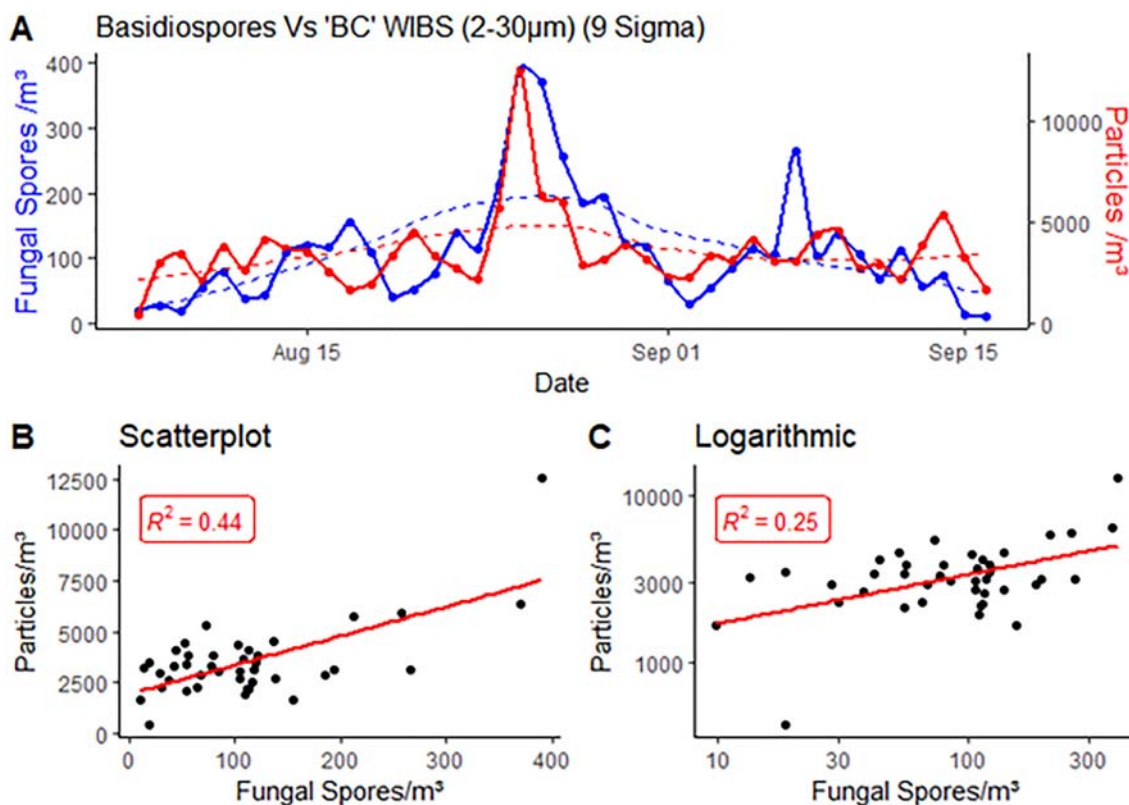 A
Basidiospores Vs 'BC' WIBS (2-30μm) (9 Sigma)
Fungal Spores /m³
400
300
200
100
0
Particles /m³
10000
5000
0
Aug 15
Sep 01
Sep 15
Date
B
Scatterplot
Particles/m³
12500
10000
7500
5000
2500
0
R² = 0.44
0
100
200
300
400
Fungal Spores/m³
C
Logarithmic
Particles/m³
10000
3000
1000
R² = 0.25
10
30
100
300
Fungal Spores/m³